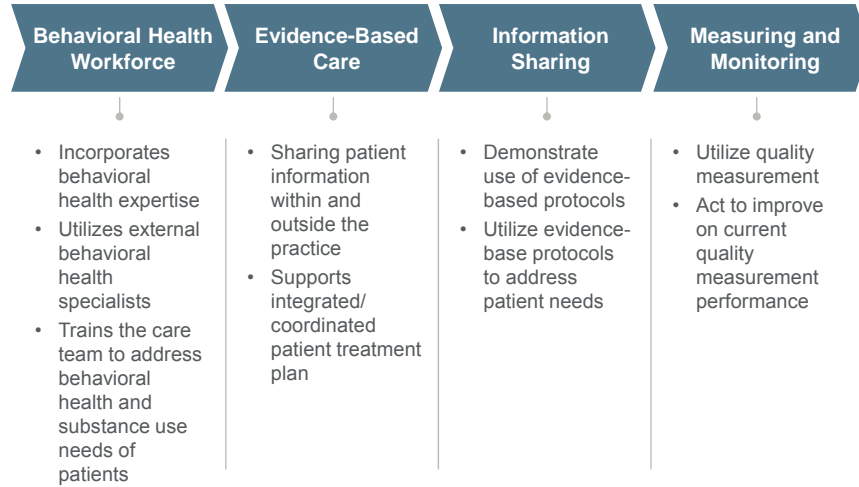 Behavioral Health
Workforce
Evidence-Based
Care
Information
Sharing
Measuring and
Monitoring
• Incorporates
behavioral
health expertise
• Utilizes external
behavioral
health
specialists
• Trains the care
team to address
behavioral
health and
substance use
needs of
patients
• Sharing patient
information
within and
outside the
practice
• Supports
integrated/
coordinated
patient treatment
plan
• Demonstrate
use of evidence-
based protocols
• Utilize evidence-
base protocols
to address
patient needs
• Utilize quality
measurement
• Act to improve
on current
quality
measurement
performance